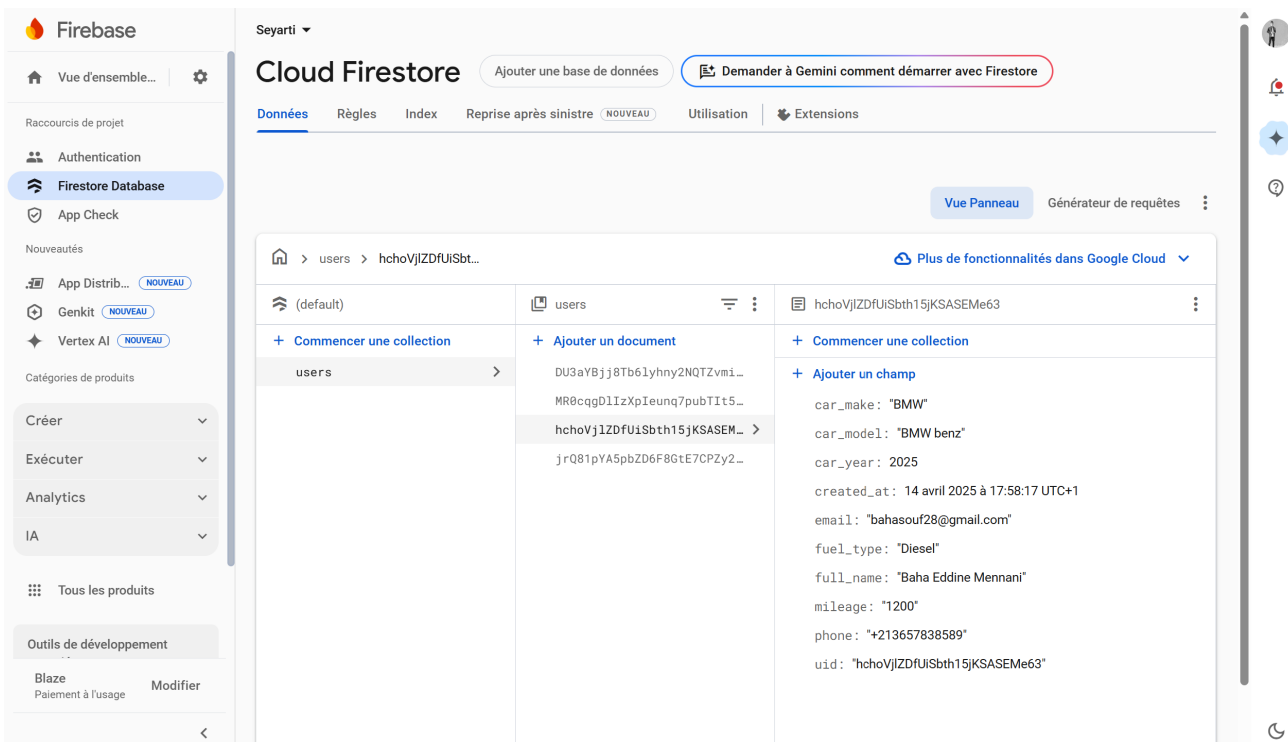 Firebase
Vue d'ensemble...
Raccourcis de projet
Authentication
Firestore Database
App Check
Nouveautés
App Distrib... NOUVEAU
Genkit NOUVEAU
Vertex AI NOUVEAU
Catégories de produits
Créer
Exécuter
Analytics
IA
Tous les produits
Outils de développement
Blaze
Paiement à l'usage
Modifier
Seyarti
Cloud Firestore
Ajouter une base de données
Demander à Gemini comment démarrer avec Firestore
Données Règles Index Reprise après sinistre NOUVEAU Utilisation Extensions
Vue Panneau Générateur de requêtes
users > hchoVjlZDfUiSbt...
Plus de fonctionnalités dans Google Cloud
(default)
+ Commencer une collection
users
users
+ Ajouter un document
DU3aYBjj8Tb6lyhny2NQTZvmi...
MR0cqgDlIzXpIeunq7pubTIt5...
hchoVjlZDfUiSbth15jKSASEM...
jrQ81pYA5pbZD6F8GtE7CPZy2...
hchoVjlZDfUiSbth15jKSASEMe63
+ Commencer une collection
+ Ajouter un champ
car_make: "BMW"
car_model: "BMW benz"
car_year: 2025
created_at: 14 avril 2025 à 17:58:17 UTC+1
email: "bahasouf28@gmail.com"
fuel_type: "Diesel"
full_name: "Baha Eddine Mennani"
mileage: "1200"
phone: "+213657838589"
uid: "hchoVjlZDfUiSbth15jKSASEMe63"